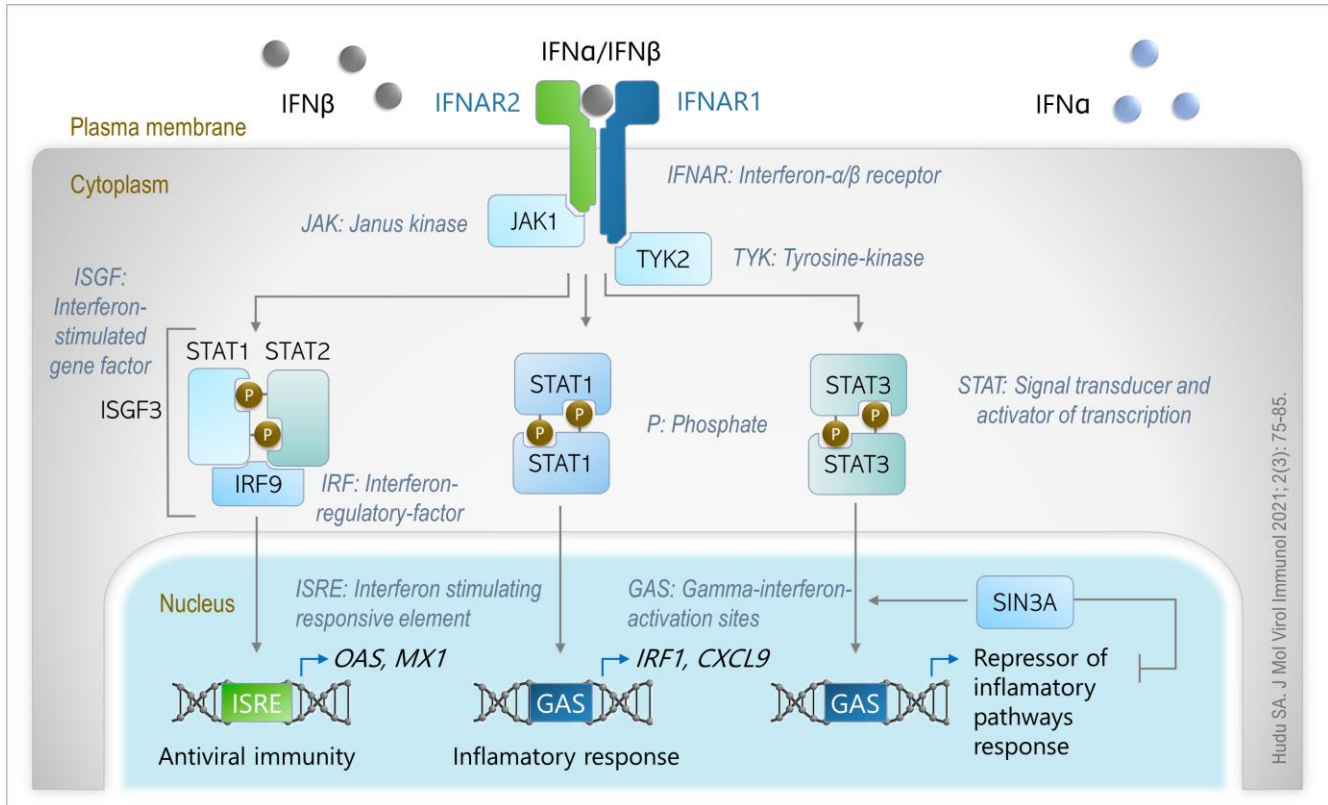 IFNα/IFNβ
IFNβ
IFNAR2
IFNAR1
IFNα
Plasma membrane
Cytoplasm
IFNAR: Interferon-α/β receptor
JAK: Janus kinase
JAK1
TYK2
TYK: Tyrosine-kinase
ISGF:
Interferon-
stimulated
gene factor
STAT1
STAT2
P
P
ISGF3
IRF9
IRF: Interferon-
regulatory-factor
STAT1
P
P
STAT1
P: Phosphate
STAT3
P
P
STAT3
STAT: Signal transducer and
activator of transcription
Nucleus
ISRE: Interferon stimulating
responsive element
GAS: Gamma-interferon-
activation sites
SIN3A
OAS, MX1
ISRE
Antiviral immunity
IRF1, CXCL9
GAS
Inflamatory response
GAS
Repressor of
inflamatory
pathways
response
Hudu SA. J Mol Virol Immunol 2021; 2(3): 75-85.